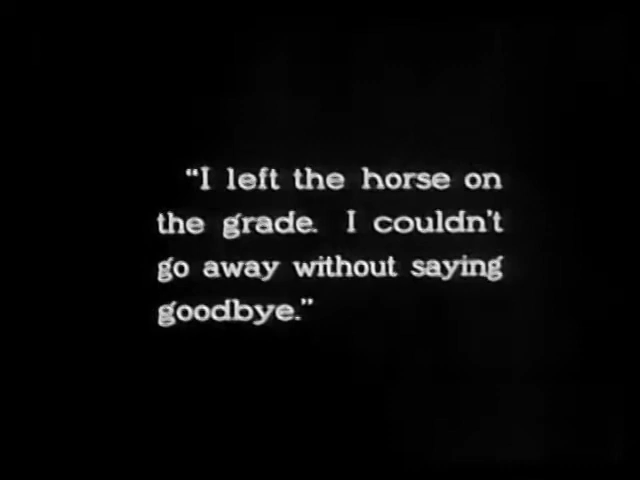 “I left the horse on
the grade. I couldn't
go away without saying
goodbye.”